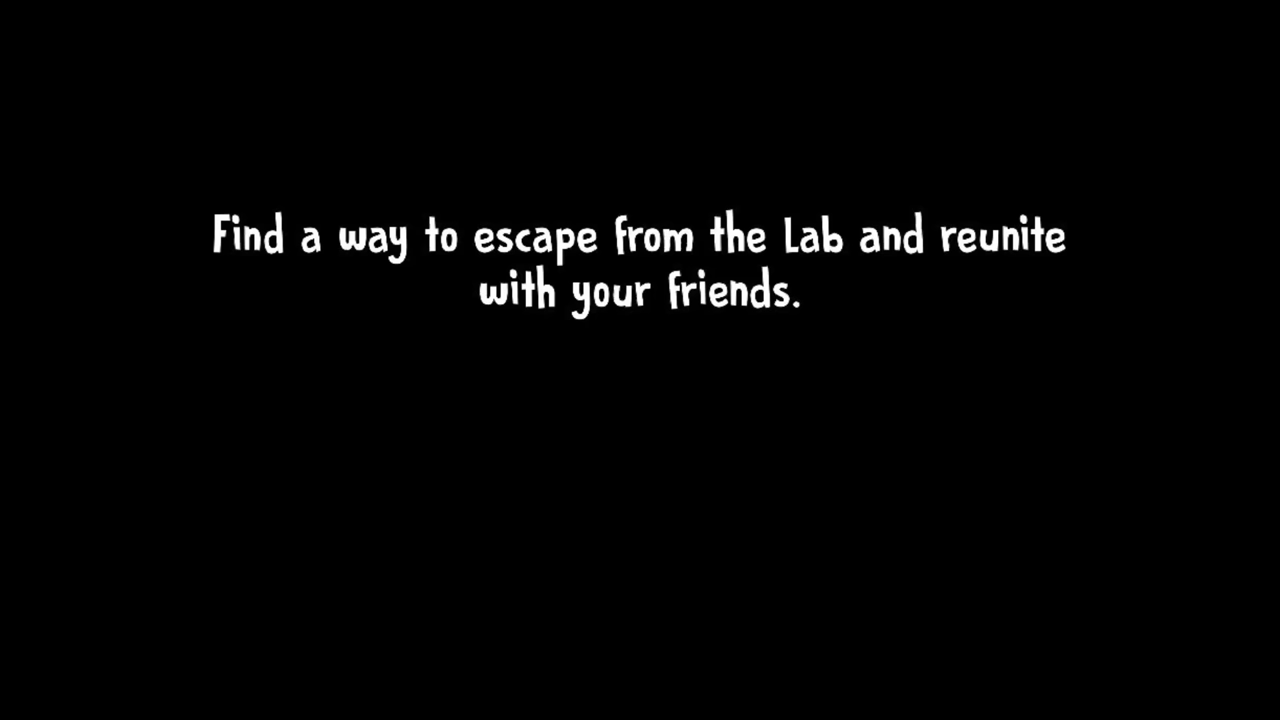 Find a way to escape from the Lab and reunite
with your friends.